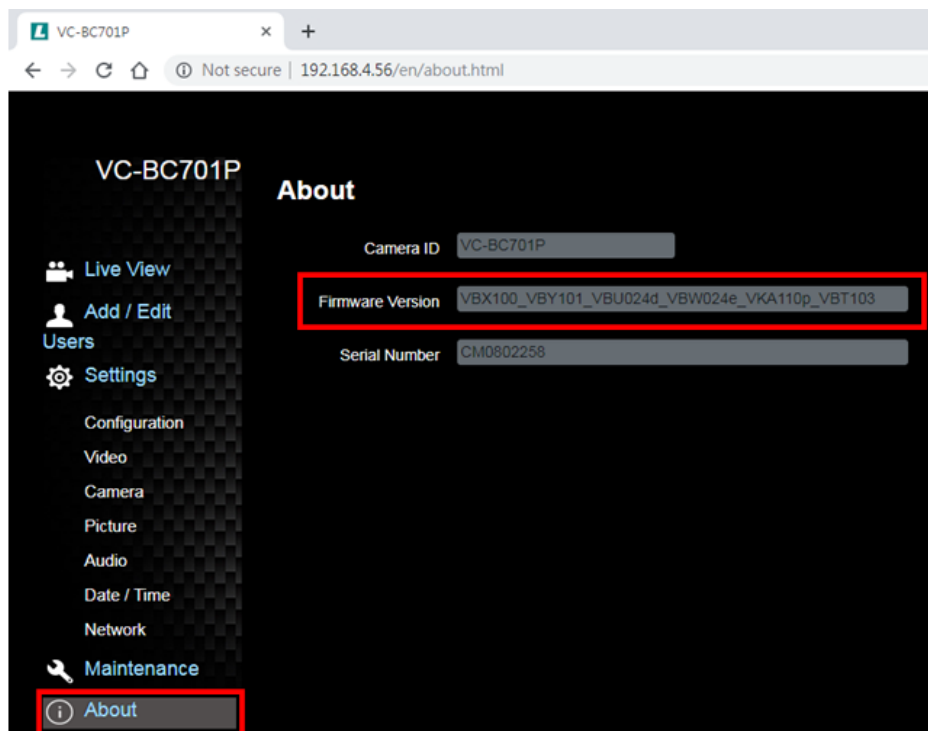 VC-BC701P
Not secure | 192.168.4.56/en/about.html
VC-BC701P
Live View
Add / Edit
Users
Settings
Configuration
Video
Camera
Picture
Audio
Date / Time
Network
Maintenance
About
About
Camera ID VC-BC701P
Firmware Version VBX100_VBY101_VBU024d_VBW024e_VKA110p_VBT103
Serial Number CM0802258